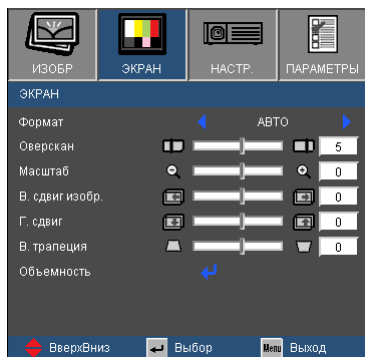 ИЗОБР ЭКРАН НАСТР. ПАРАМЕТРЫ
ЭКРАН
Формат АВТО
Оверскан 5
Масштаб 0
В. сдвиг изобр. 0
Г. сдвиг 0
В. трапеция 0
Объемность
ВверхВниз Выбор Menu Выход